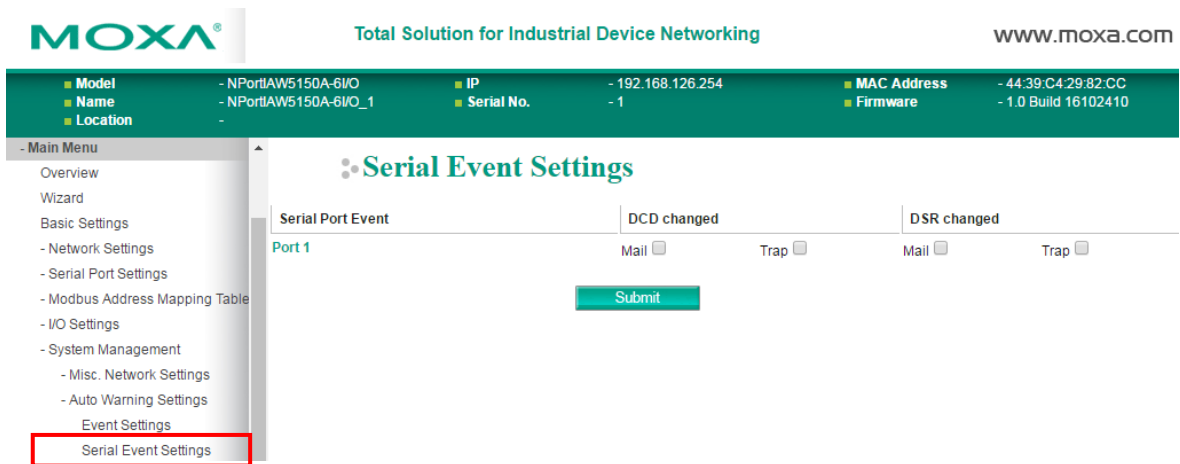 MOXA® Total Solution for Industrial Device Networking www.moxa.com
Model - NPortIAW5150A-6I/O IP - 192.168.126.254 MAC Address - 44:39:C4:29:82:CC
Name - NPortIAW5150A-6I/O_1 Serial No. - 1 Firmware - 1.0 Build 16102410
Location -
- Main Menu
Overview
Wizard
Basic Settings
- Network Settings
- Serial Port Settings
- Modbus Address Mapping Table
- I/O Settings
- System Management
- Misc. Network Settings
- Auto Warning Settings
Event Settings
Serial Event Settings
Serial Event Settings
Serial Port Event DCD changed DSR changed
Port 1 Mail Trap Mail Trap
Submit